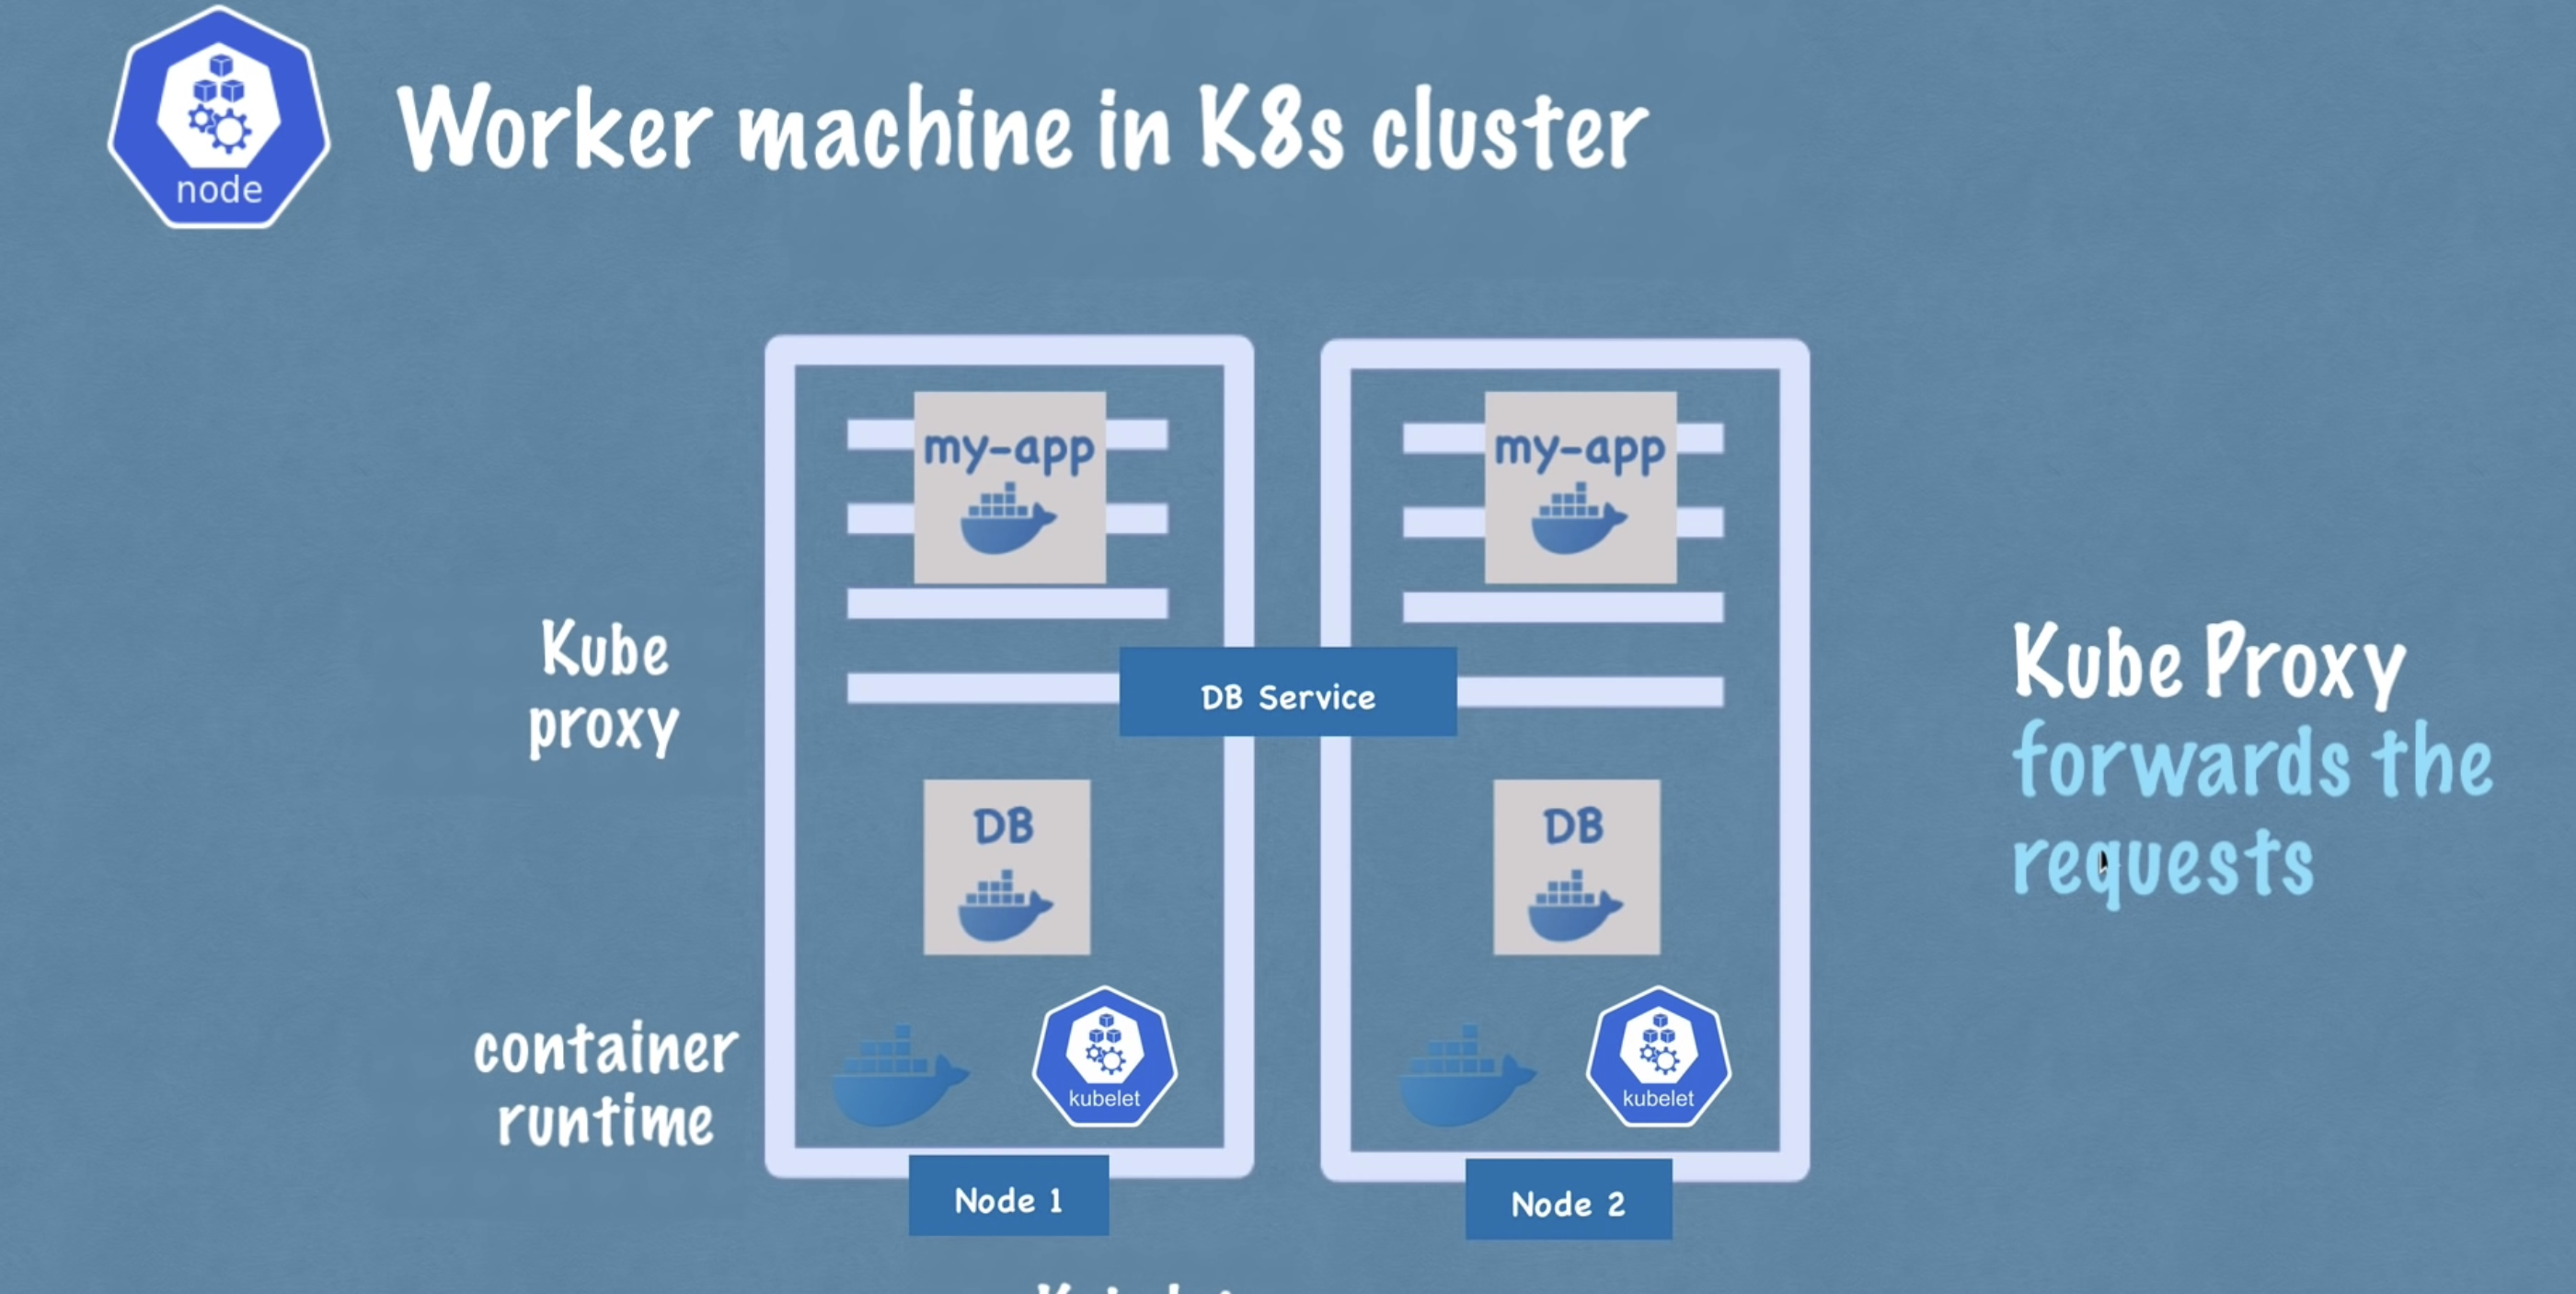 node
Worker machine in K8s cluster
my-app
my-app
Kube
proxy
DB Service
Kube Proxy
forwards the
requests
DB
DB
container
runtime
kubelet
kubelet
Node 1
Node 2